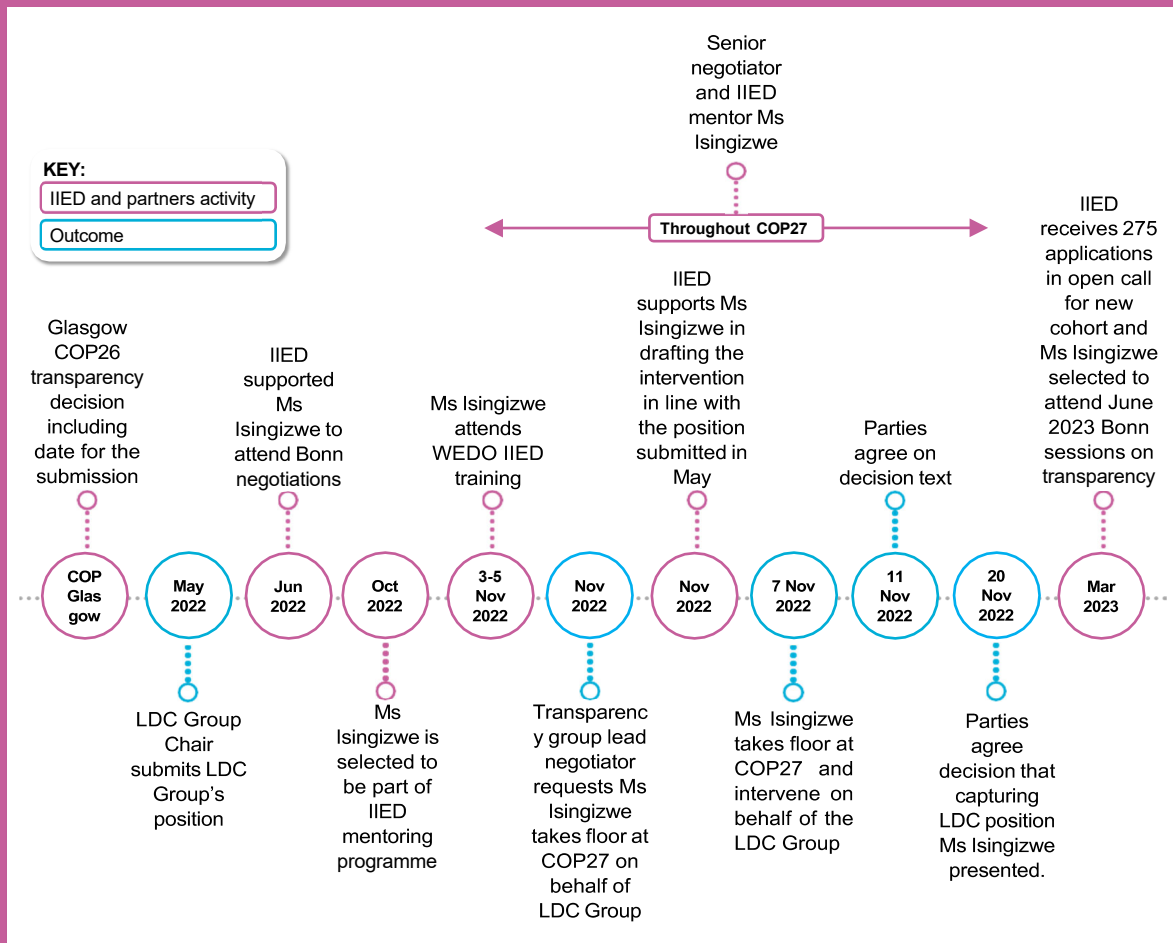 Senior
negotiator
and IIED
mentor Ms
Isingizwe
KEY:
IIED and partners activity
Outcome
Throughout COP27
Glasgow
COP26
transparency
decision
including
date for the
submission
IIED
supported
Ms
Isingizwe to
attend Bonn
negotiations
Ms Isingizwe
attends
WEDO IIED
training
IIED
supports Ms
Isingizwe in
drafting the
intervention
in line with
the position
submitted in
May
Parties
agree on
decision text
IIED
receives 275
applications
in open call
for new
cohort and
Ms Isingizwe
selected to
attend June
2023 Bonn
sessions on
transparency
COP
Glas
gow
May
2022
Jun
2022
Oct
2022
3-5
Nov
2022
Nov
2022
Nov
2022
7 Nov
2022
11
Nov
2022
20
Nov
2022
Mar
2023
LDC Group
Chair
submits LDC
Group's
position
Ms
Isingizwe is
selected to
be part of
IIED
mentoring
programme
Transparenc
y group lead
negotiator
requests Ms
Isingizwe
takes floor at
COP27 on
behalf of
LDC Group
Ms Isingizwe
takes floor at
COP27 and
intervene on
behalf of the
LDC Group
Parties
agree
decision that
capturing
LDC position
Ms Isingizwe
presented.